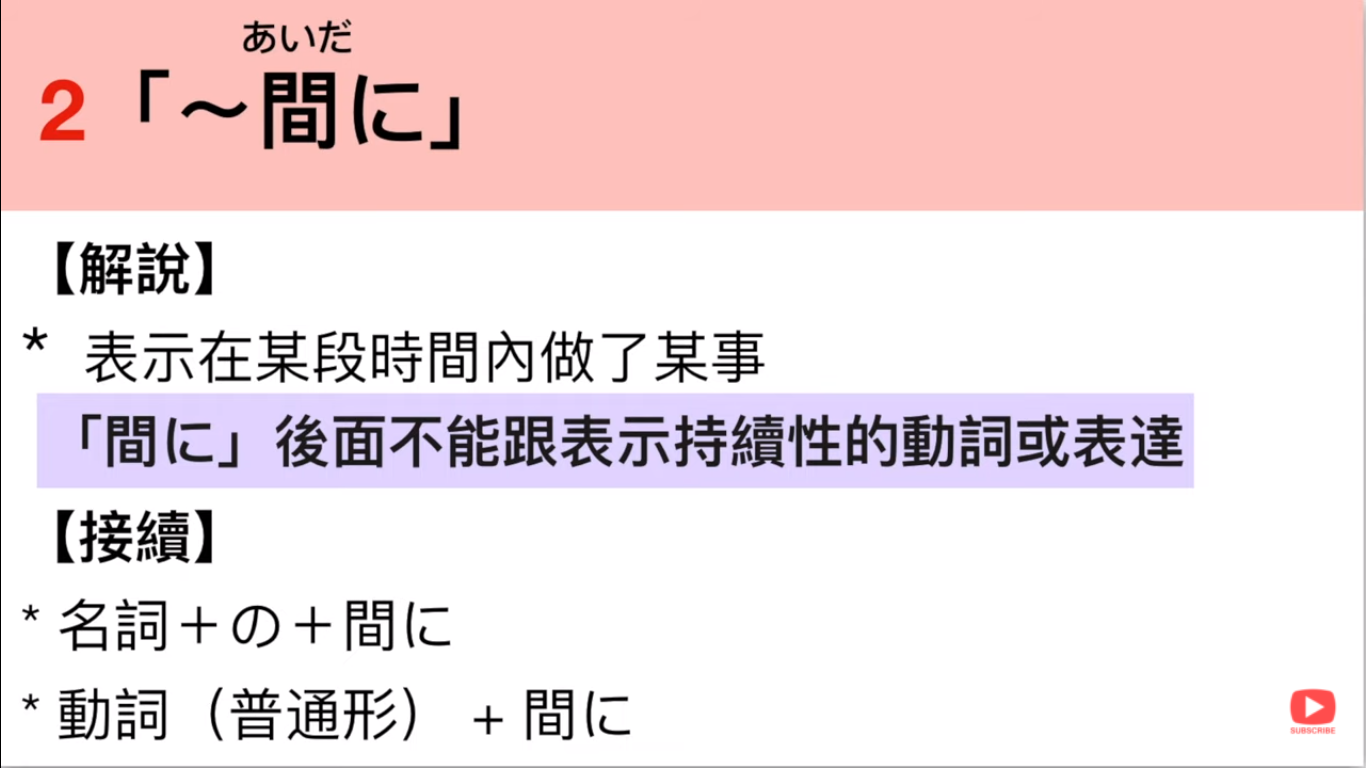 あいだ
2「～間に」
【解說】
* 表示在某段時間內做了某事
「間に」後面不能跟表示持續性的動詞或表達
【接續】
* 名詞＋の＋間に
* 動詞（普通形） + 間に
SUBSCRIBE